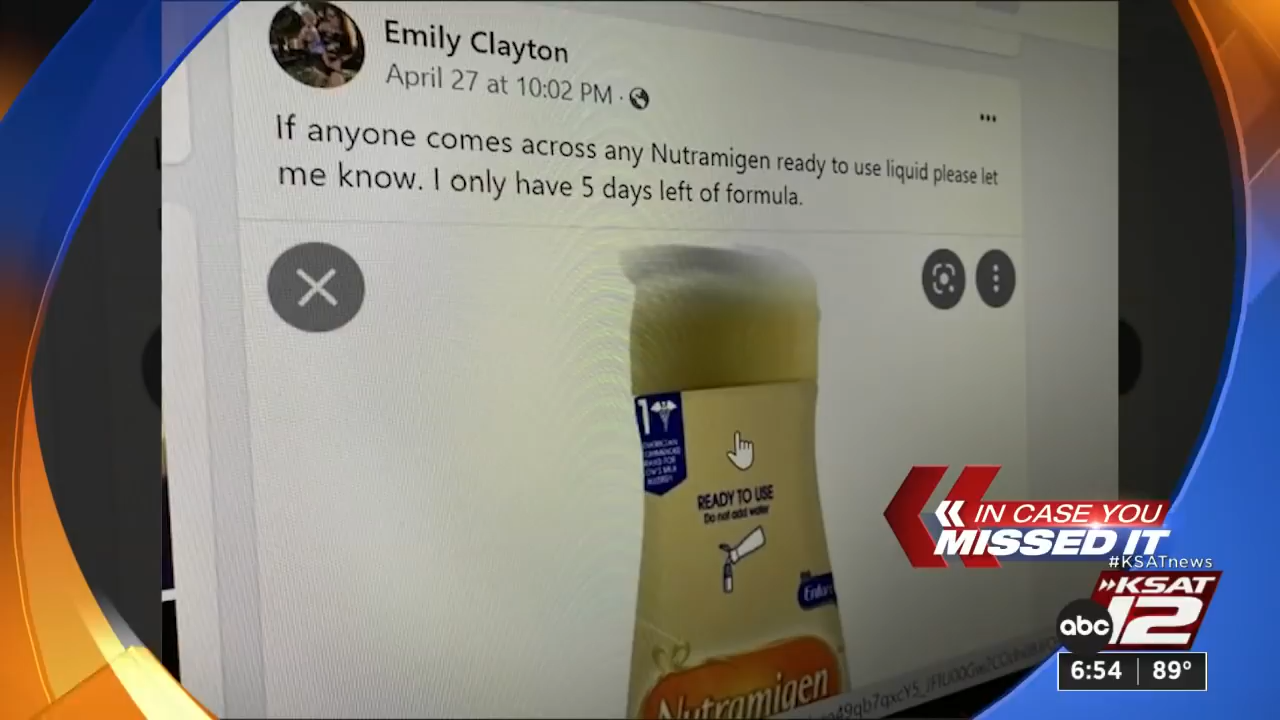 Emily Clayton
April 27 at 10:02 PM ·
If anyone comes across any Nutramigen ready to use liquid please let
me know. I only have 5 days left of formula.
1
READY TO USE
Do not add water
Nutramigen
IN CASE YOU
MISSED IT
#KSATnews
KSAT
abc 12
6:54 89°